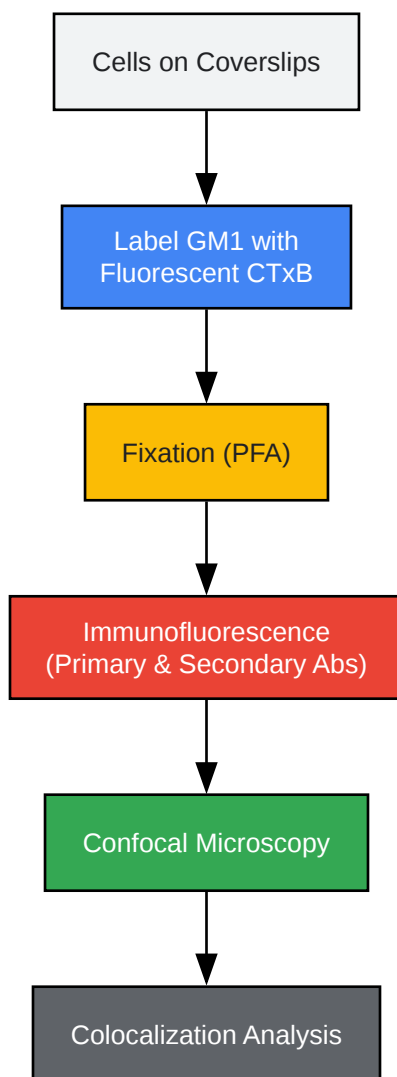 Cells on Coverslips
Label GM1 with
Fluorescent CTxB
Fixation (PFA)
Immunofluorescence
(Primary & Secondary Abs)
Confocal Microscopy
Colocalization Analysis